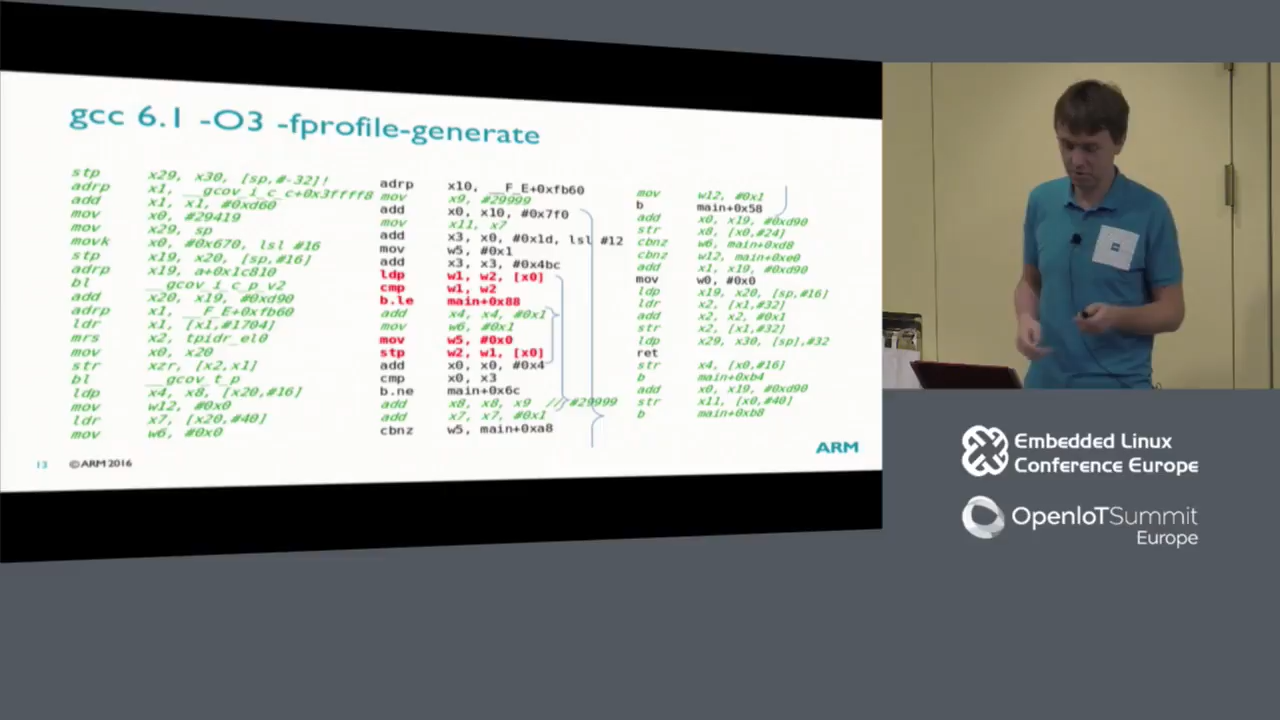 gcc 6.1 -O3 -fprofile-generate
stp x29, x30, [sp,#-32]!
adrp x1, __gcov_i_c_c+0x3ffff8
add x1, x1, #0xd60
mov x0, #29419
mov x29, sp
movk x0, #0x670, lsl #16
stp x19, x20, [sp,#16]
adrp x19, a+0x1c810
bl __gcov_i_c_p_v2
add x20, x19, #0xd90
adrp x1, __F_E+0xfb60
ldr x1, [x1,#1704]
mrs x2, tpidr_el0
mov x0, x20
str xzr, [x2,x1]
bl __gcov_t_p
ldp x4, x8, [x20,#16]
mov w12, #0x0
ldr x7, [x20,#40]
mov w6, #0x0
adrp x10, __F_E+0xfb60
mov x9, #29999
add x0, x10, #0x7f0
mov x11, x7
add x3, x0, #0x1d, lsl #12
mov w5, #0x1
add x3, x3, #0x4bc
ldp w1, w2, [x0]
cmp w1, w2
b.le main+0x88
add x4, x4, #0x1
mov w6, #0x1
mov w5, #0x0
stp w2, w1, [x0]
add x0, x0, #0x4
cmp x0, x3
b.ne main+0x6c
add x8, x8, x9 // #29999
add x7, x7, #0x1
cbnz w5, main+0xa8
mov w12, #0x1
b main+0x58
add x0, x19, #0xd90
str x8, [x0,#24]
cbnz w6, main+0xd8
cbnz w12, main+0xe0
add x1, x19, #0xd90
mov w0, #0x0
ldp x19, x20, [sp,#16]
ldr x2, [x1,#32]
add x2, x2, #0x1
str x2, [x1,#32]
ldp x29, x30, [sp],#32
ret
str x4, [x0,#16]
b main+0xb4
add x0, x19, #0xd90
str x11, [x0,#40]
b main+0xb8
13 ©ARM 2016
ARM
Embedded Linux
Conference Europe
OpenIoTSummit
Europe